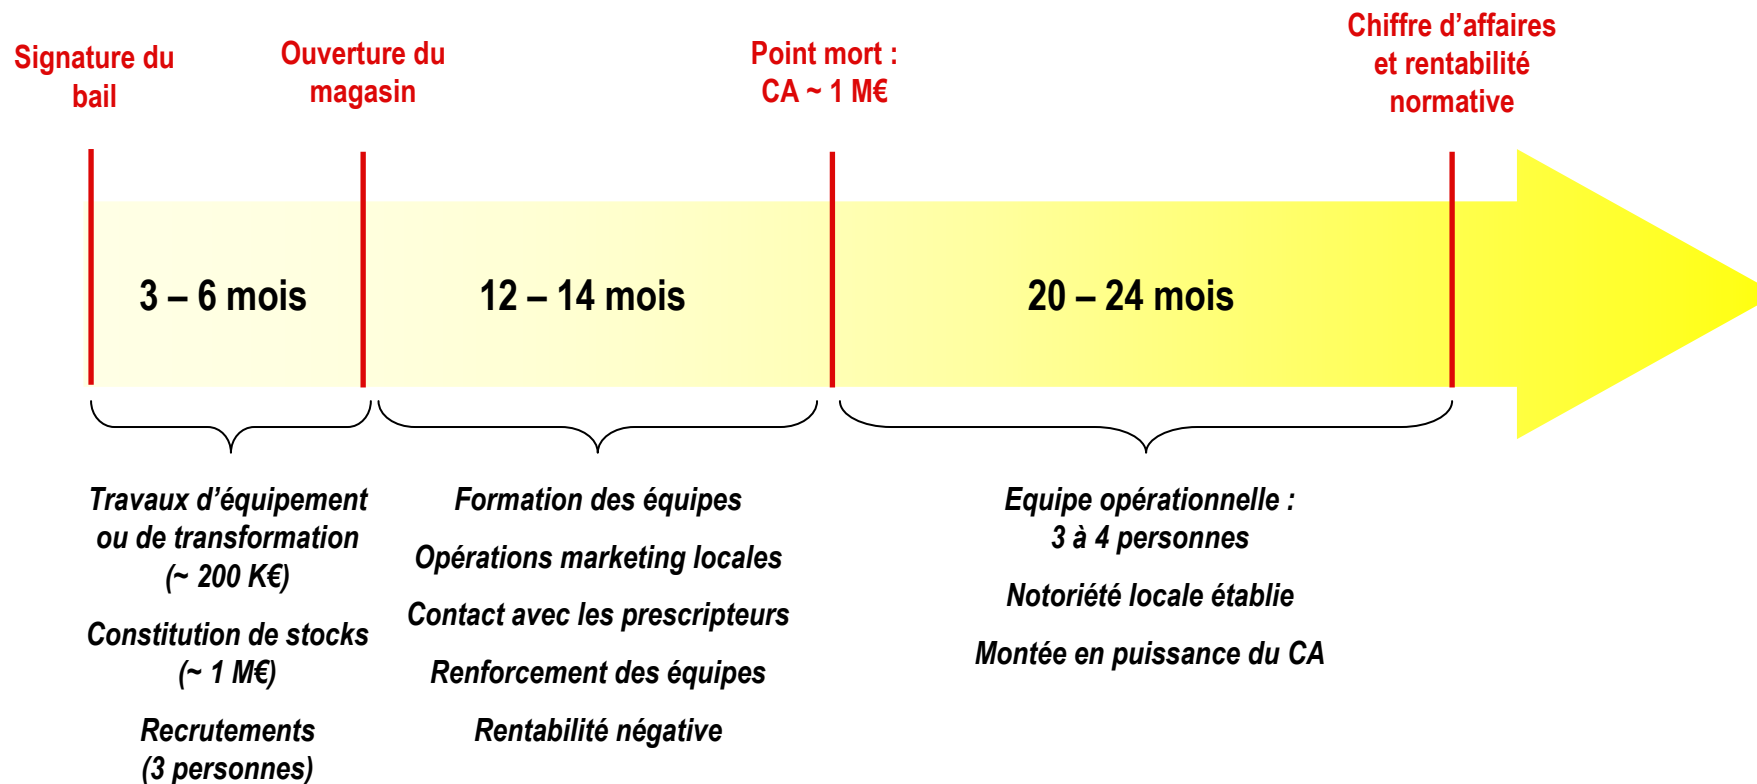 Signature du
bail
Ouverture du
magasin
Point mort :
CA ~ 1 M€
Chiffre d’affaires
et rentabilité
normative
3 – 6 mois
12 – 14 mois
20 – 24 mois
Travaux d’équipement
ou de transformation
(~ 200 K€)
Constitution de stocks
(~ 1 M€)
Recrutements
(3 personnes)
Formation des équipes
Opérations marketing locales
Contact avec les prescripteurs
Renforcement des équipes
Rentabilité négative
Equipe opérationnelle :
3 à 4 personnes
Notoriété locale établie
Montée en puissance du CA